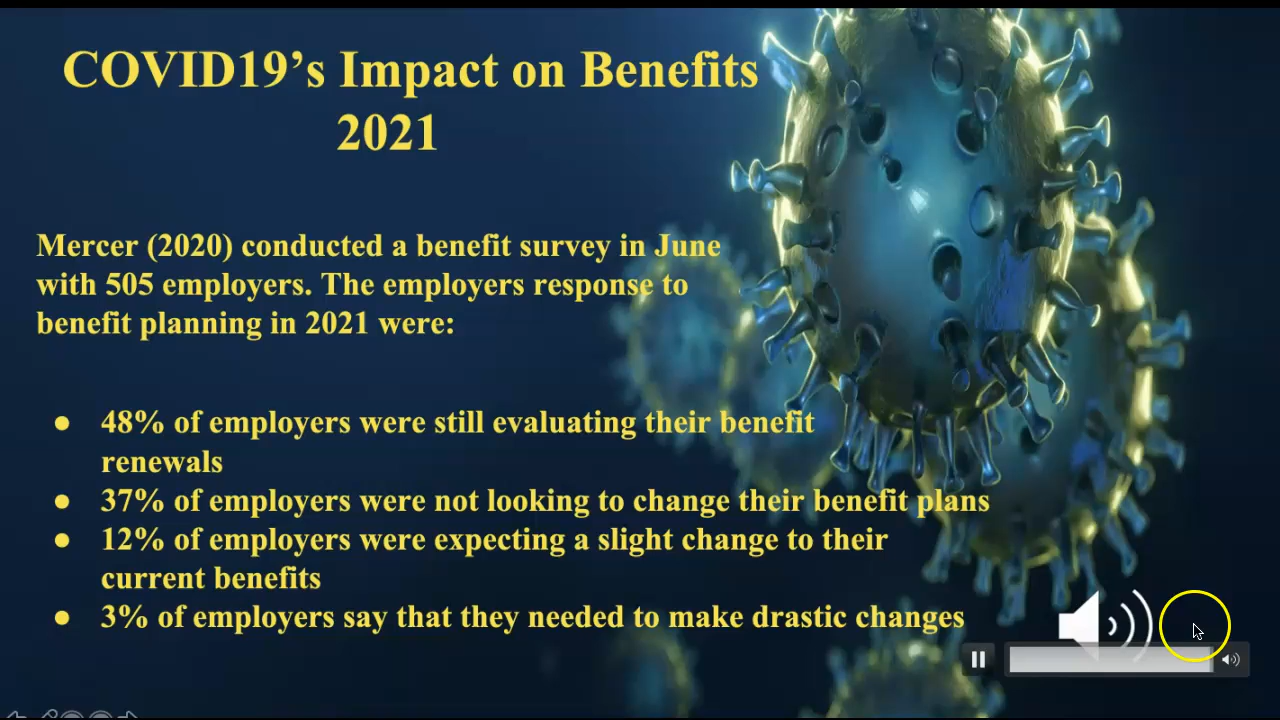 COVID19’s Impact on Benefits
2021
Mercer (2020) conducted a benefit survey in June
with 505 employers. The employers response to
benefit planning in 2021 were:
● 48% of employers were still evaluating their benefit
renewals
● 37% of employers were not looking to change their benefit plans
● 12% of employers were expecting a slight change to their
current benefits
● 3% of employers say that they needed to make drastic changes